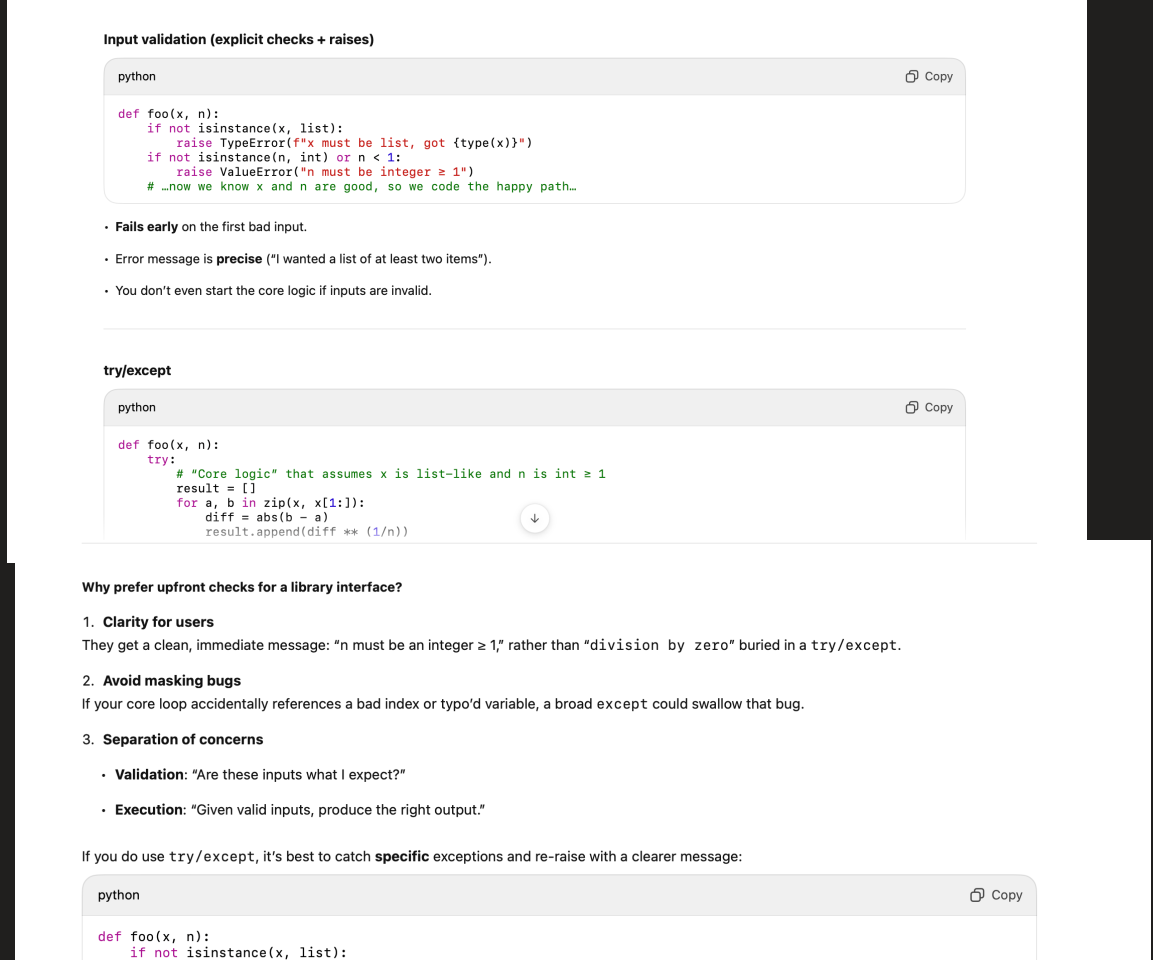 Input validation (explicit checks + raises)
python
Copy
def foo(x, n):
    if not isinstance(x, list):
        raise TypeError(f"x must be list, got {type(x)}")
    if not isinstance(n, int) or n < 1:
        raise ValueError("n must be integer ≥ 1")
    # …now we know x and n are good, so we code the happy path…
• Fails early on the first bad input.
• Error message is precise (“I wanted a list of at least two items”).
• You don’t even start the core logic if inputs are invalid.
try/except
python
Copy
def foo(x, n):
    try:
        # “Core logic” that assumes x is list-like and n is int ≥ 1
        result = []
        for a, b in zip(x, x[1:]):
            diff = abs(b - a)
            result.append(diff ** (1/n))
Why prefer upfront checks for a library interface?
1. Clarity for users
They get a clean, immediate message: “n must be an integer ≥ 1,” rather than “division by zero” buried in a try/except.
2. Avoid masking bugs
If your core loop accidentally references a bad index or typo’d variable, a broad except could swallow that bug.
3. Separation of concerns
• Validation: “Are these inputs what I expect?”
• Execution: “Given valid inputs, produce the right output.”
If you do use try/except, it’s best to catch specific exceptions and re-raise with a clearer message:
python
Copy
def foo(x, n):
    if not isinstance(x, list):